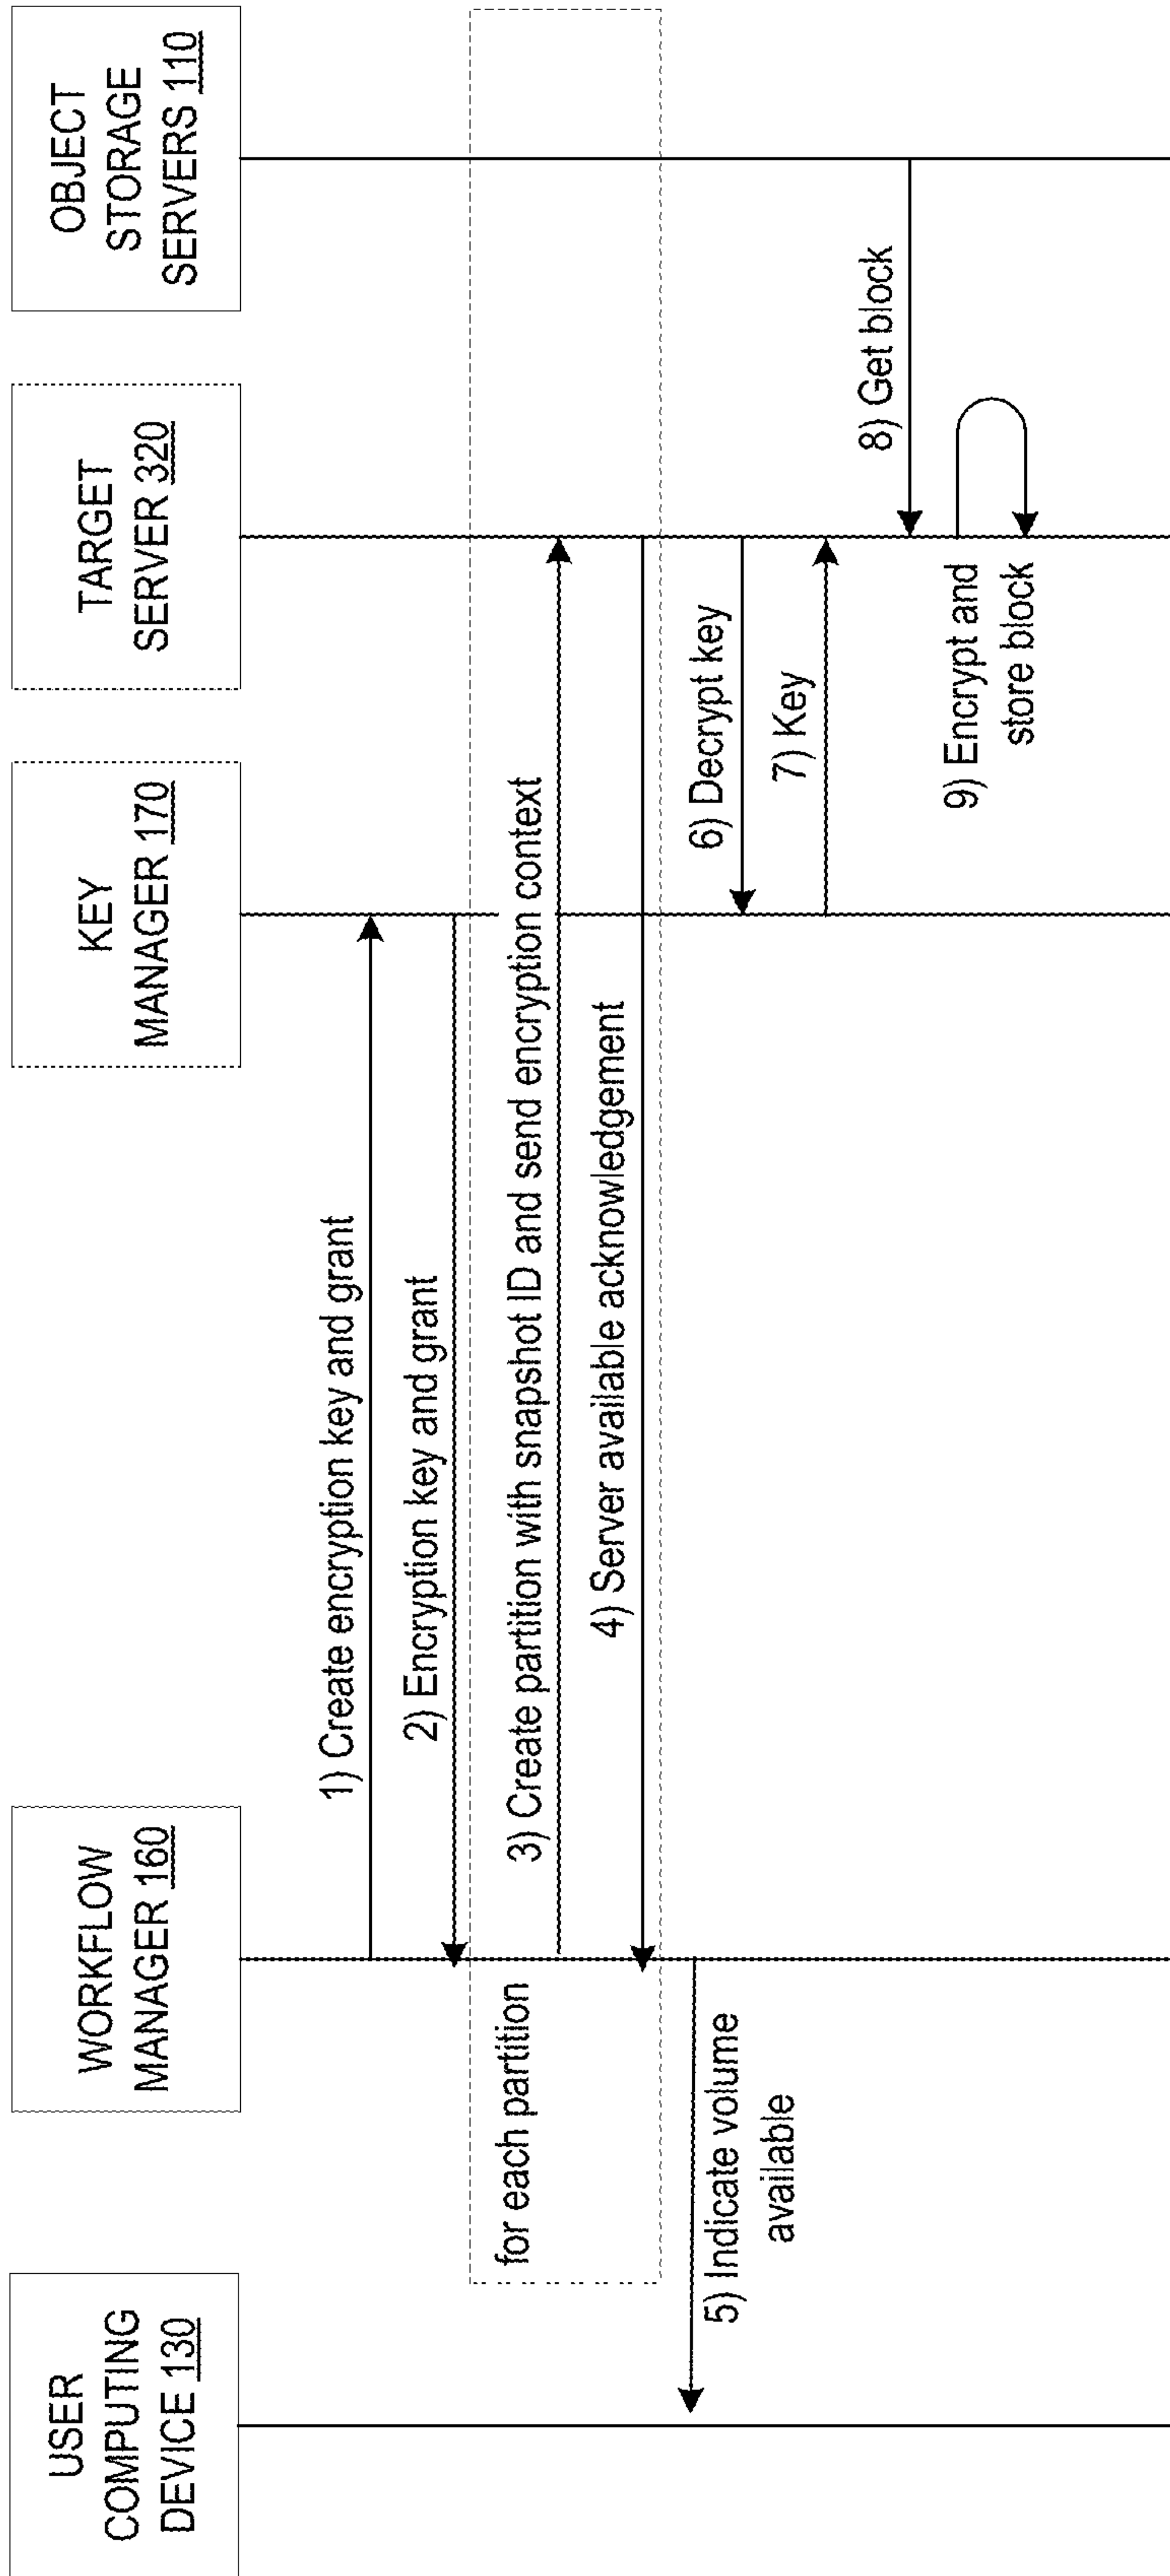 USER
COMPUTING
DEVICE 130
WORKFLOW
MANAGER 160
KEY
MANAGER 170
TARGET
SERVER 320
OBJECT
STORAGE
SERVERS 110
1) Create encryption key and grant
2) Encryption key and grant
for each partition
3) Create partition with snapshot ID and send encryption context
4) Server available acknowledgement
5) Indicate volume
available
6) Decrypt key
7) Key
8) Get block
9) Encrypt and
store block